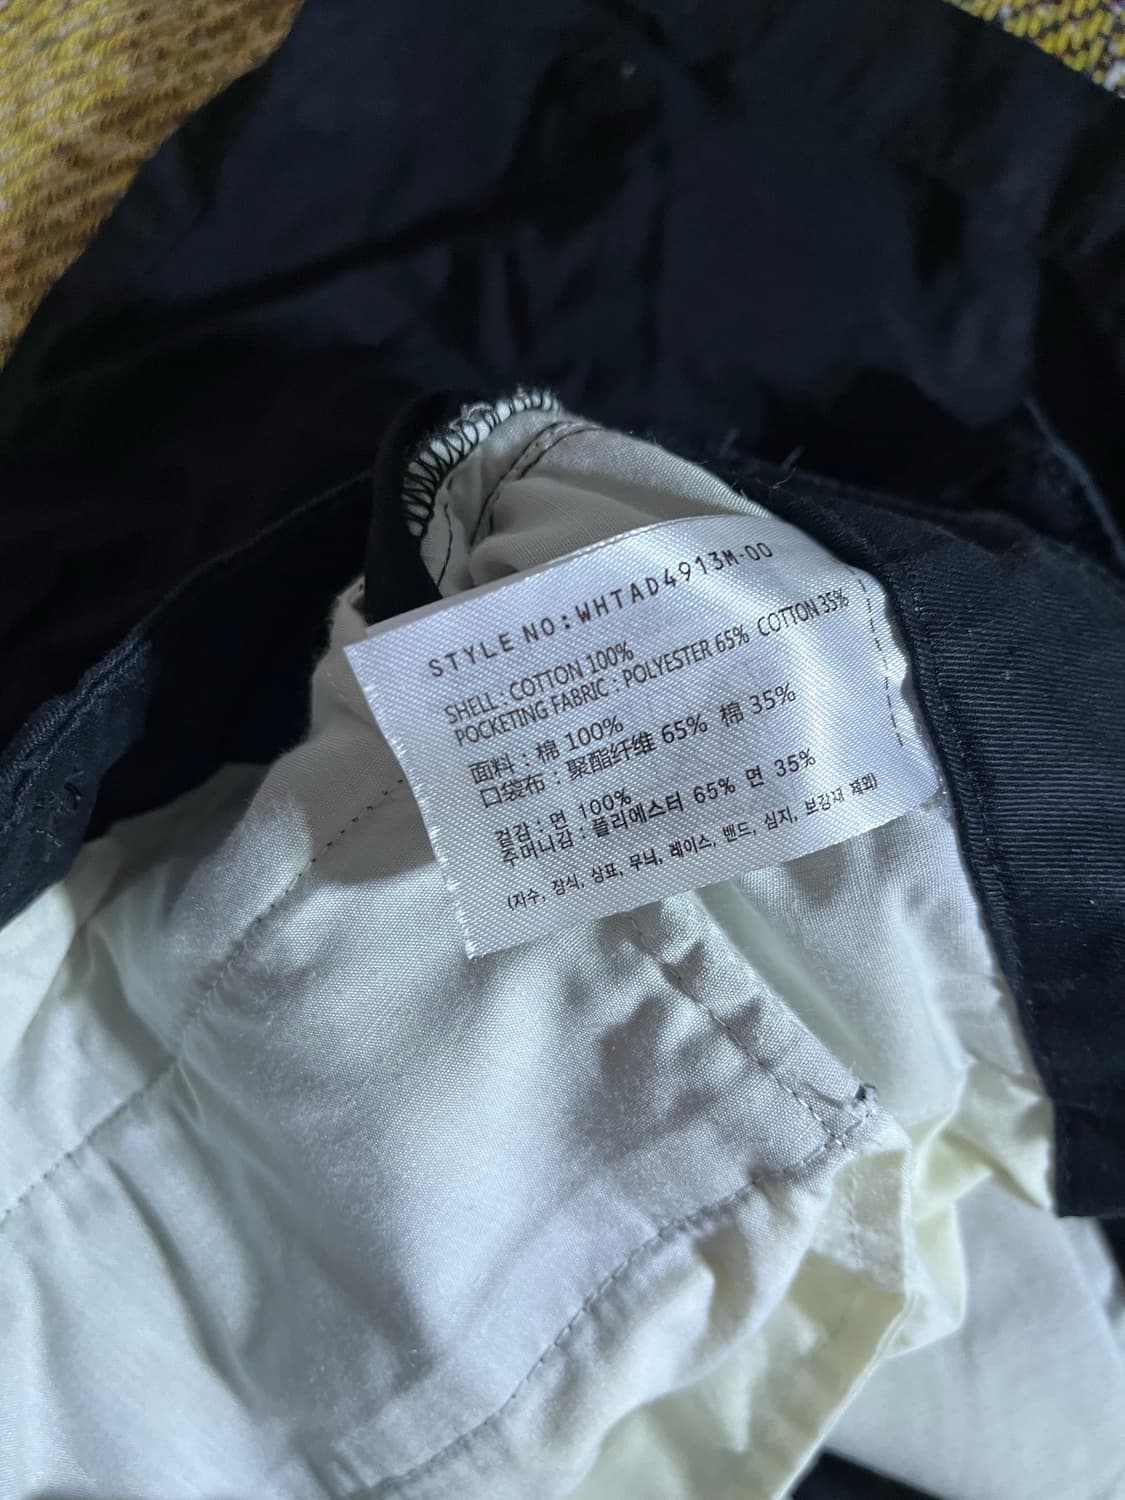 STYLE NO:WHTAD4913M-00
SHELL : COTTON 100%
POCKETING FABRIC : POLYESTER 65% COTTON 35%
面料 : 棉 100%
口袋布 : 聚酯纤维 65% 棉 35%
겉감 : 면 100%
주머니감 : 폴리에스터 65% 면 35%
(자수, 장식, 상표, 무늬, 레이스, 밴드, 심지, 보강재 제외)